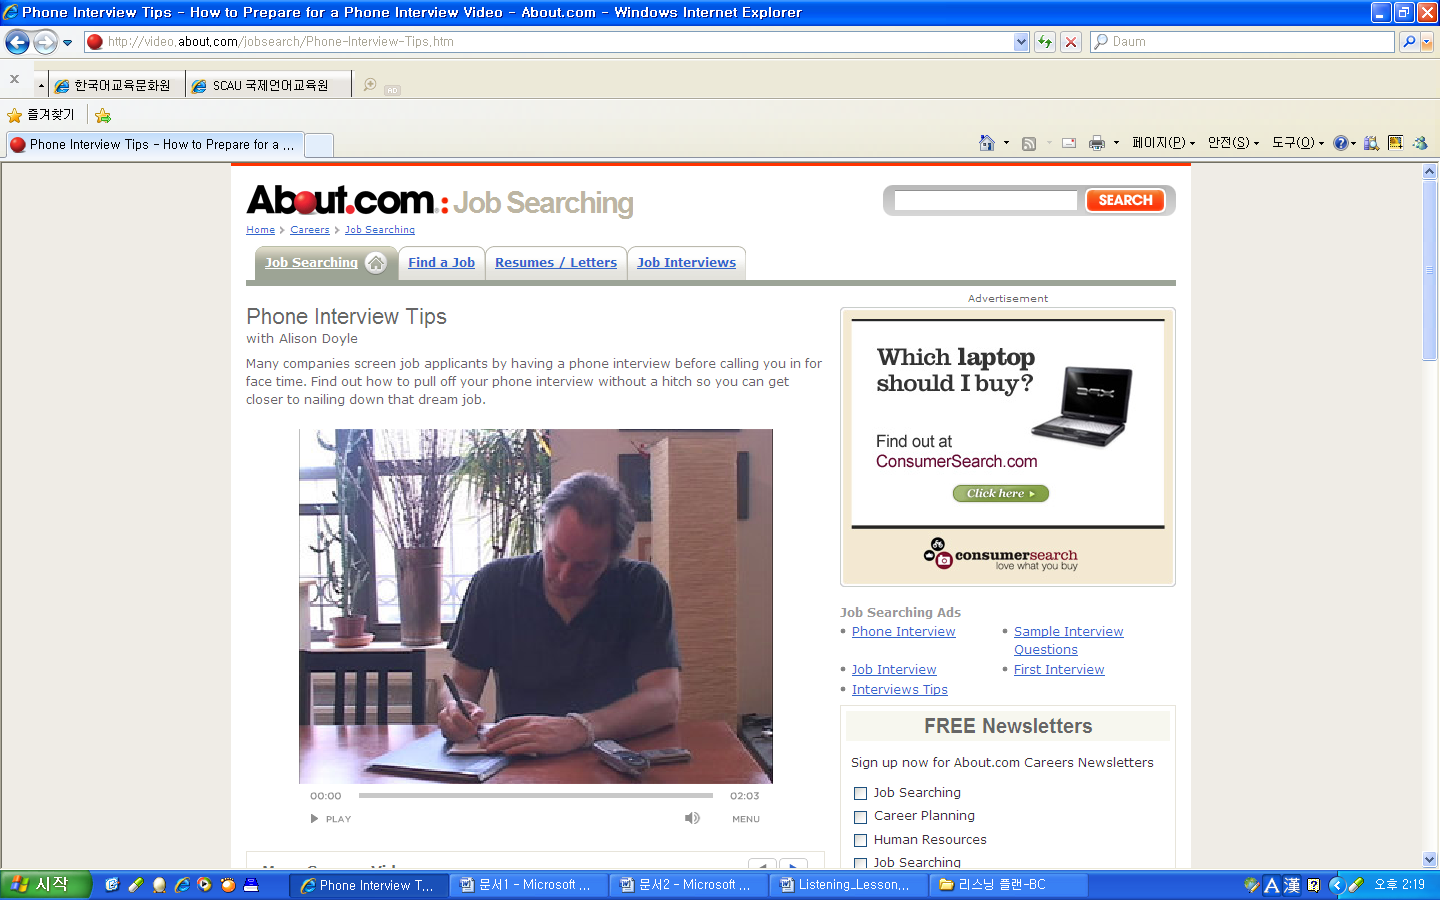 Phone Interview Tips - How to Prepare for a Phone Interview Video - About.com - Windows Internet Explorer
http://video.about.com/jobsearch/Phone-Interview-Tips.htm
Daum
한국어교육문화원
SCAU 국제언어교육원
AD
즐겨찾기
Phone Interview Tips - How to Prepare for a ...
페이지(P)
안전(S)
도구(O)
About.com: Job Searching
SEARCH
Home > Careers > Job Searching
Job Searching
Find a Job
Resumes / Letters
Job Interviews
Phone Interview Tips
with Alison Doyle
Many companies screen job applicants by having a phone interview before calling you in for
face time. Find out how to pull off your phone interview without a hitch so you can get
closer to nailing down that dream job.
00:00
02:03
PLAY
MENU
Advertisement
Which laptop
should I buy?
Find out at
ConsumerSearch.com
Click here
consumersearch
love what you buy
Job Searching Ads
Phone Interview
Sample Interview
Questions
Job Interview
First Interview
Interviews Tips
FREE Newsletters
Sign up now for About.com Careers Newsletters
Job Searching
Career Planning
Human Resources
Job Searching
시작
Phone Interview T...
문서1 - Microsoft ...
문서2 - Microsoft ...
Listening_Lesson...
리스닝 플랜-BC
A 漢
오후 2:19